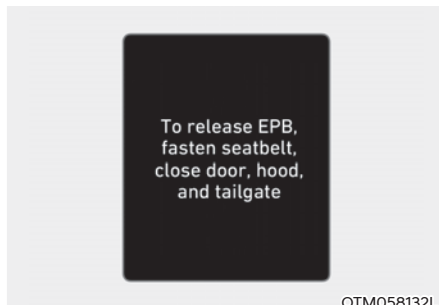 To release EPB,
fasten seatbelt,
close door, hood,
and tailgate
OTM058132L